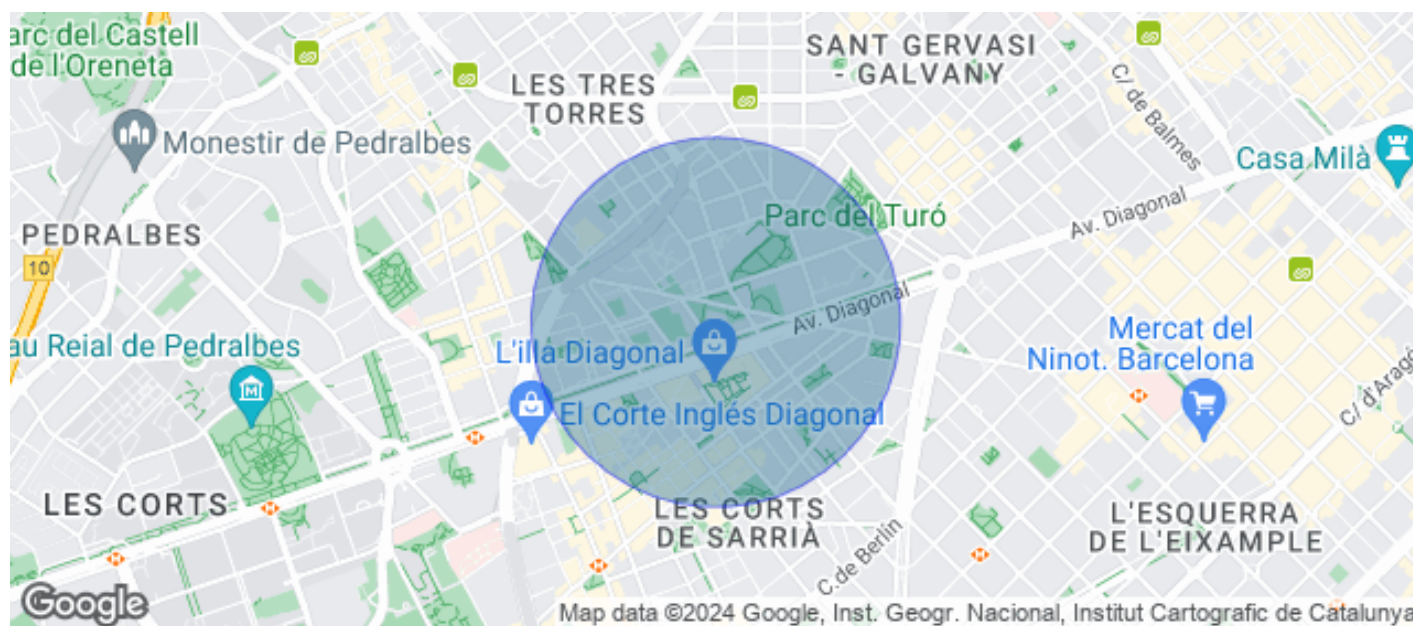 arc del Castell
de l'Oreneta
SANT GERVASI
- GALVANY
LES TRES
TORRES
C/ de Balmes
Monestir de Pedralbes
Casa Milà
Parc del Turó
Av. Diagonal
PEDRALBES
10
Av. Diagonal
au Reial de Pedralbes
L'illa Diagonal
Mercat del
Ninot. Barcelona
El Corte Inglés Diagonal
C/ d'Aragó
LES CORTS
LES CORTS
DE SARRIÀ
L'ESQUERRA
DE L'EIXAMPLE
C.de Berlín
Google
Map data ©2024 Google, Inst. Geogr. Nacional, Institut Cartografic de Catalunya